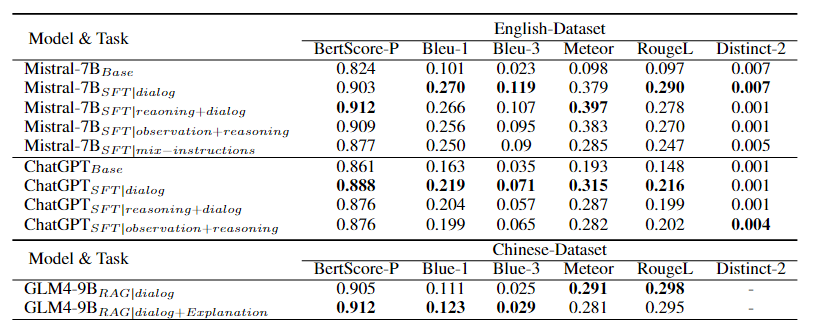 Model & Task English-Dataset
BertScore-P Bleu-1 Bleu-3 Meteor RougeL Distinct-2
Mistral-7B Base 0.824 0.101 0.023 0.098 0.097 0.007
Mistral-7B SFT|dialog 0.903 0.270 0.119 0.379 0.290 0.007
Mistral-7B SFT|reaoning+dialog 0.912 0.266 0.107 0.397 0.278 0.001
Mistral-7B SFT|observation+reasoning 0.909 0.256 0.095 0.383 0.270 0.001
Mistral-7B SFT|mix−instructions 0.877 0.250 0.09 0.285 0.247 0.005
ChatGPT Base 0.861 0.163 0.035 0.193 0.148 0.001
ChatGPT SFT|dialog 0.888 0.219 0.071 0.315 0.216 0.001
ChatGPT SFT|reasoning+dialog 0.876 0.204 0.057 0.287 0.199 0.001
ChatGPT SFT|observation+reasoning 0.876 0.199 0.065 0.282 0.202 0.004
Model & Task Chinese-Dataset
BertScore-P Blue-1 Blue-3 Meteor RougeL Distinct-2
GLM4-9B RAG|dialog 0.905 0.111 0.025 0.291 0.298 -
GLM4-9B RAG|dialog+Explanation 0.912 0.123 0.029 0.281 0.295 -